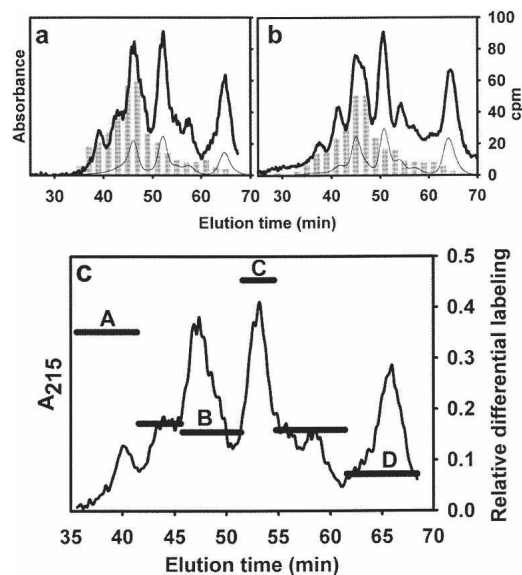 a
b
Absorbance
100
80
60
40
20
0
cpm
20 30 40 50 60 70
20 30 40 50 60 70
Elution time (min)
c
A
B
C
D
A215
0.5
0.4
0.3
0.2
0.1
0.0
Relative differential labeling
35 40 45 50 55 60 65 70
Elution time (min)